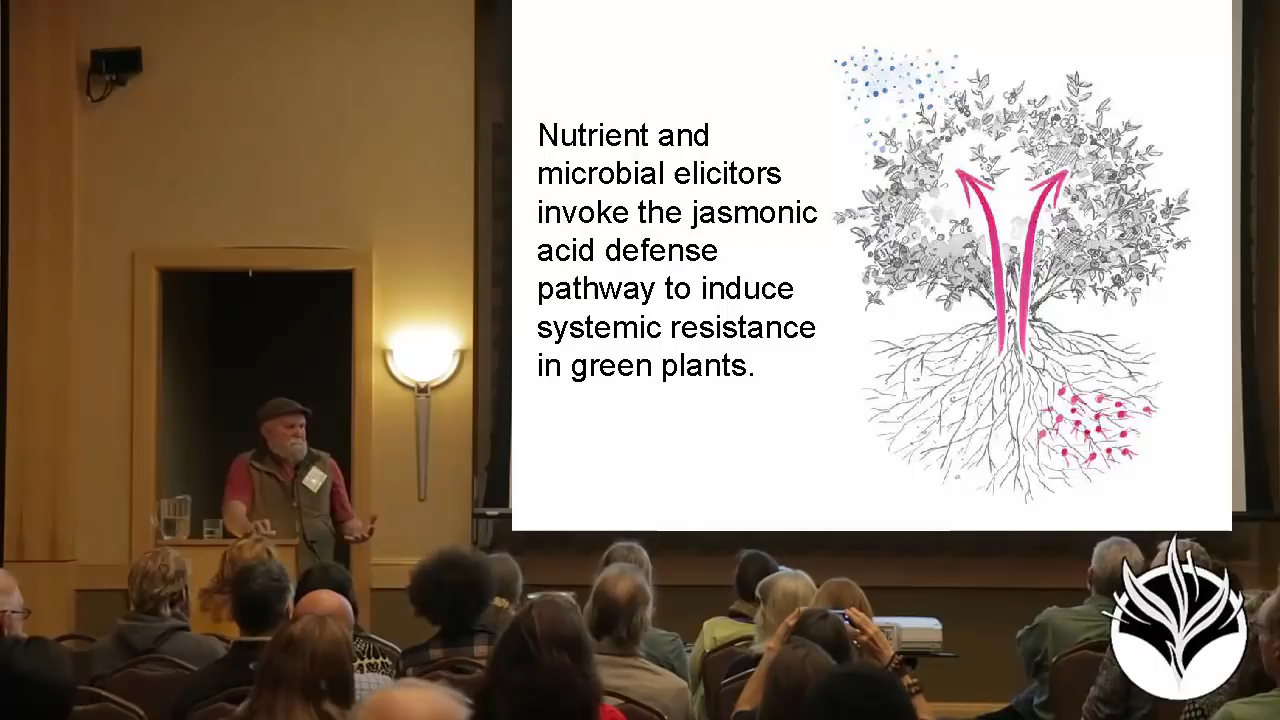 Nutrient and
microbial elicitors
invoke the jasmonic
acid defense
pathway to induce
systemic resistance
in green plants.